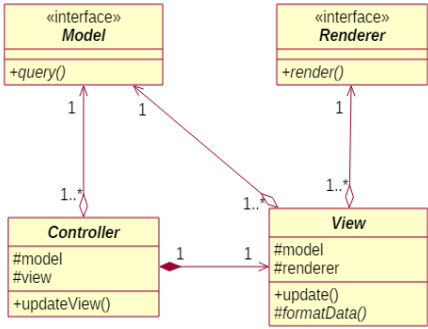 «interface»
Model
+query()
«interface»
Renderer
+render()
1
1
1
1..*
1..*
1..*
Controller
#model
#view
+updateView()
1
1
View
#model
#renderer
+update()
#formatData()